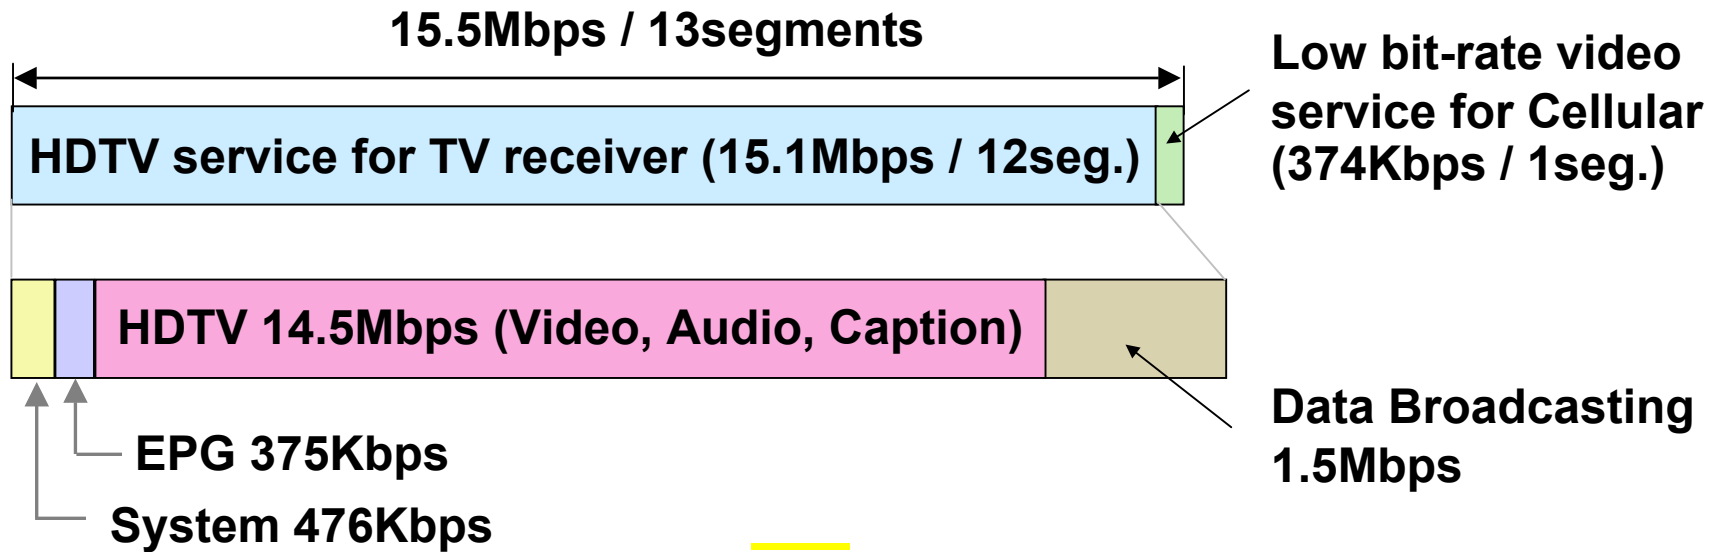 15.5Mbps / 13segments
Low bit-rate video
service for Cellular
(374Kbps / 1seg.)
HDTV service for TV receiver (15.1Mbps / 12seg.)
HDTV 14.5Mbps (Video, Audio, Caption)
Data Broadcasting
1.5Mbps
EPG 375Kbps
System 476Kbps